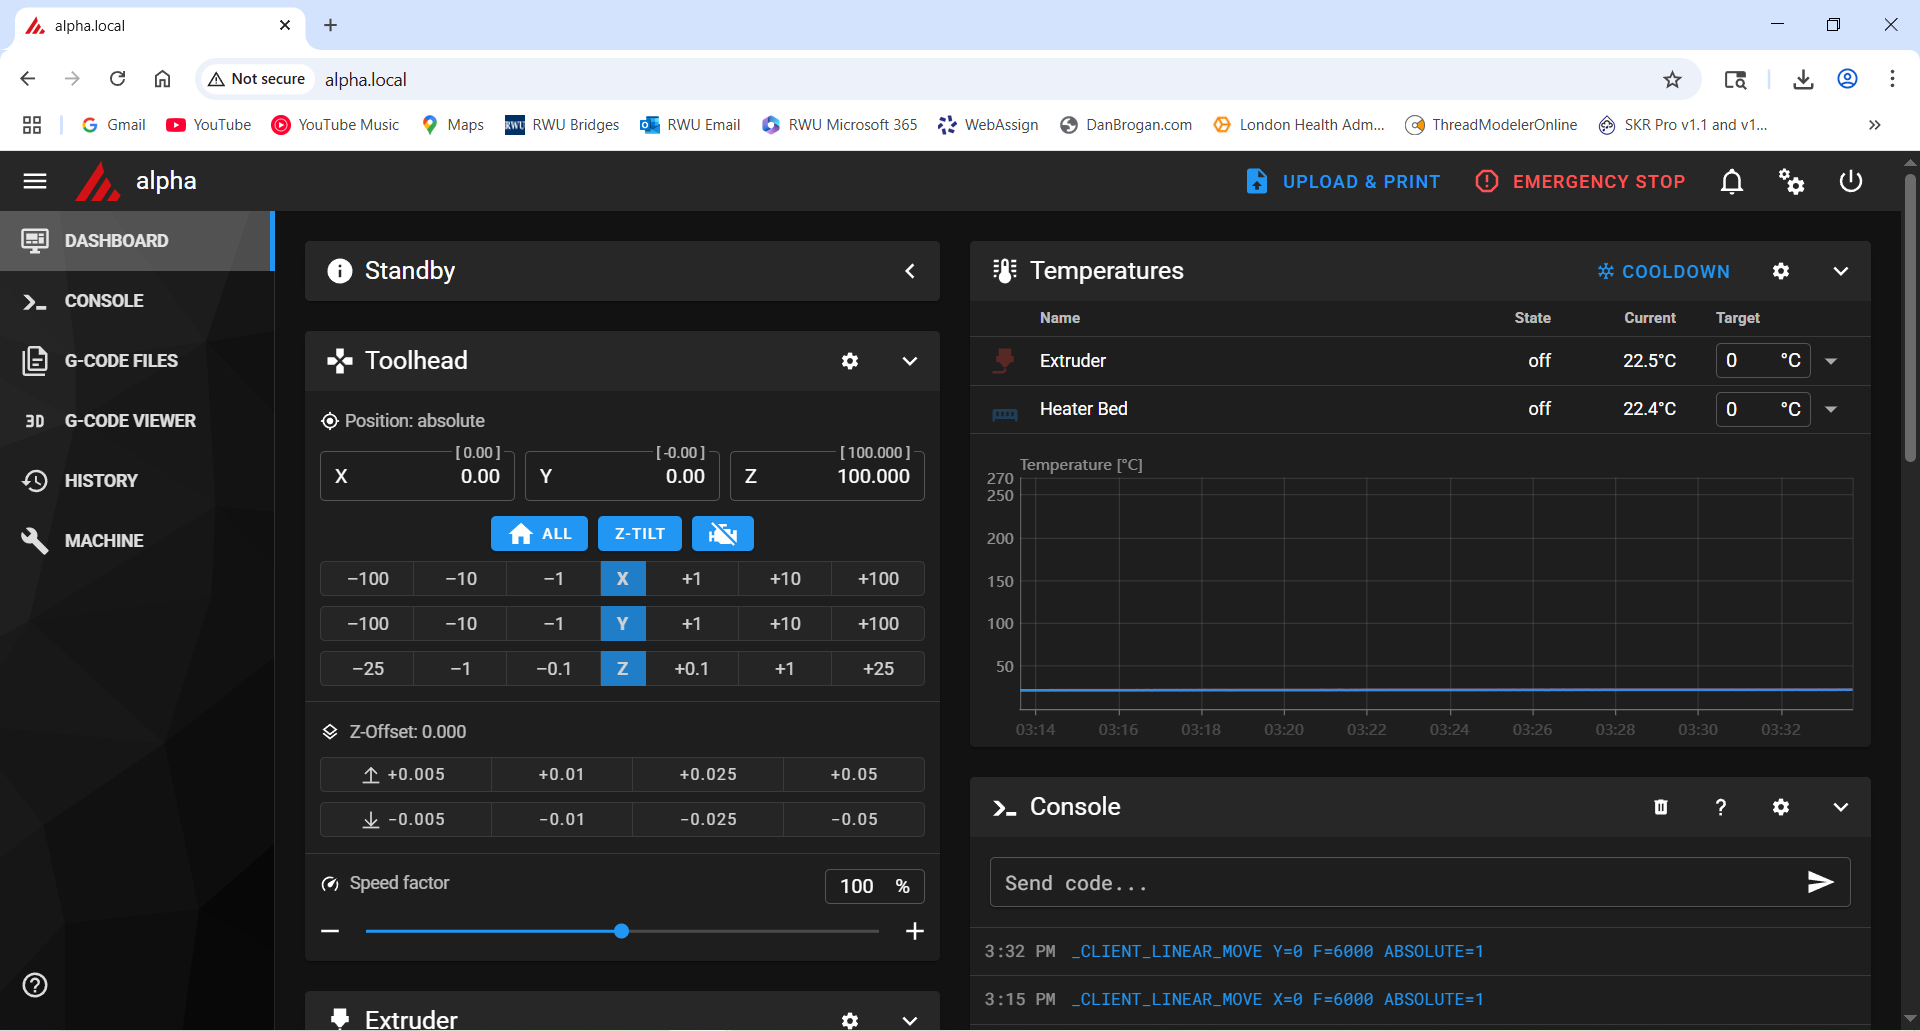 alpha.local
Not secure
alpha.local
Gmail
YouTube
YouTube Music
Maps
RWU
RWU Bridges
RWU Email
RWU Microsoft 365
WebAssign
DanBrogan.com
London Health Adm...
ThreadModelerOnline
SKR Pro v1.1 and v1...
alpha
UPLOAD & PRINT
EMERGENCY STOP
DASHBOARD
CONSOLE
G-CODE FILES
3D G-CODE VIEWER
HISTORY
MACHINE
Standby
Toolhead
Position: absolute
[ 0.00 ]
X 0.00
[ -0.00 ]
Y 0.00
[ 100.000 ]
Z 100.000
ALL
Z-TILT
−100 −10 −1 X +1 +10 +100
−100 −10 −1 Y +1 +10 +100
−25 −1 −0.1 Z +0.1 +1 +25
Z-Offset: 0.000
+0.005 +0.01 +0.025 +0.05
−0.005 −0.01 −0.025 −0.05
Speed factor
100 %
Extruder
Temperatures
COOLDOWN
Name State Current Target
Extruder off 22.5°C 0 °C
Heater Bed off 22.4°C 0 °C
Temperature [°C]
270
250
200
150
100
50
03:14 03:16 03:18 03:20 03:22 03:24 03:26 03:28 03:30 03:32
Console
Send code...
3:32 PM _CLIENT_LINEAR_MOVE Y=0 F=6000 ABSOLUTE=1
3:15 PM _CLIENT_LINEAR_MOVE X=0 F=6000 ABSOLUTE=1